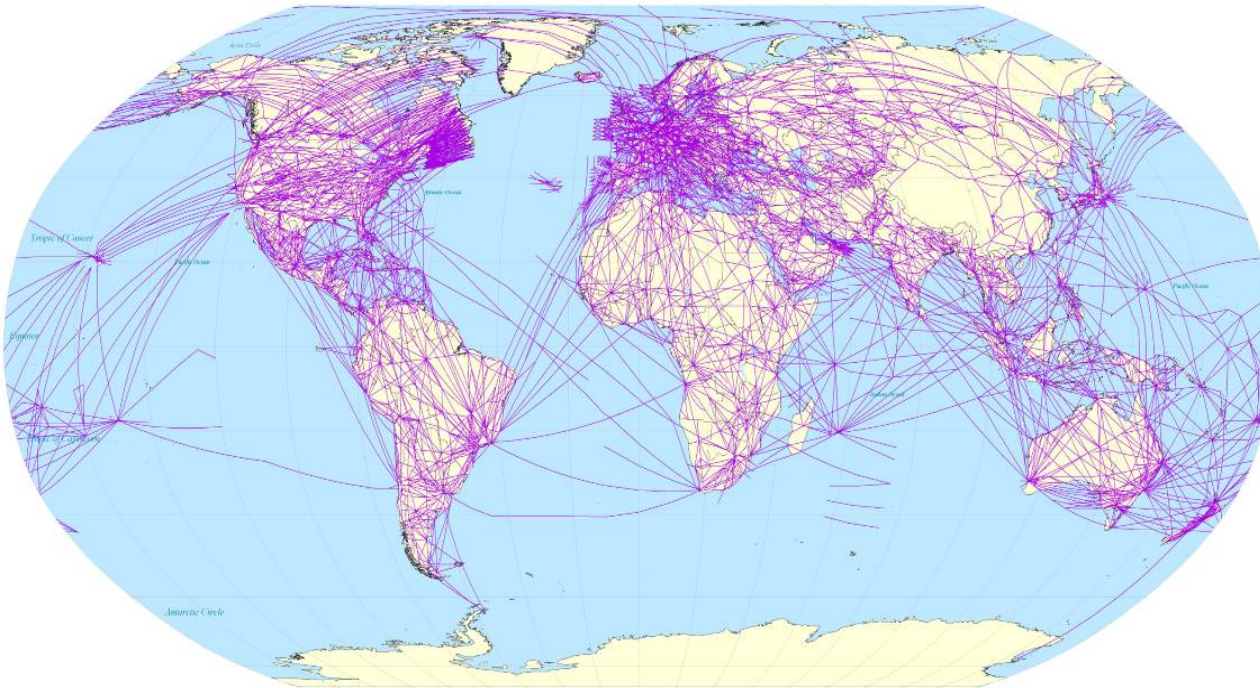 Arctic Circle
Atlantic Ocean
Tropic of Cancer
Pacific Ocean
Pacific Ocean
Equator
Indian Ocean
Tropic of Capricorn
Antarctic Circle